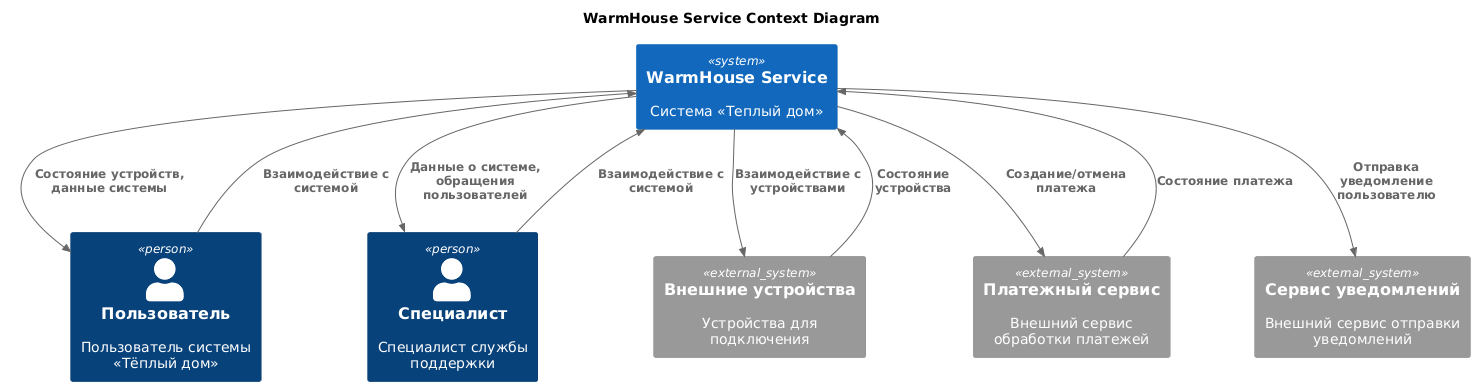 WarmHouse Service Context Diagram
«system»
WarmHouse Service
Система «Теплый дом»
Состояние устройств,
данные системы
Взаимодействие с
системой
Данные о системе,
обращения
пользователей
Взаимодействие с
системой
Взаимодействие с
устройствами
Состояние
устройства
Создание/отмена
платежа
Состояние платежа
Отправка
уведомление
пользователю
«person»
Пользователь
Пользователь системы
«Тёплый дом»
«person»
Специалист
Специалист службы
поддержки
«external_system»
Внешние устройства
Устройства для
подключения
«external_system»
Платежный сервис
Внешний сервис
обработки платежей
«external_system»
Сервис уведомлений
Внешний сервис отправки
уведомлений